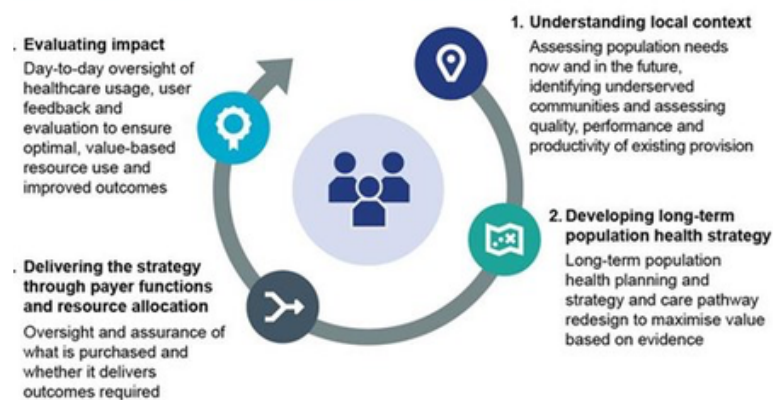 1. Understanding local context
Assessing population needs
now and in the future,
identifying underserved
communities and assessing
quality, performance and
productivity of existing provision
2. Developing long-term
population health strategy
Long-term population
health planning and
strategy and care pathway
redesign to maximise value
based on evidence
. Delivering the strategy
through payer functions
and resource allocation
Oversight and assurance of
what is purchased and
whether it delivers
outcomes required
. Evaluating impact
Day-to-day oversight of
healthcare usage, user
feedback and
evaluation to ensure
optimal, value-based
resource use and
improved outcomes